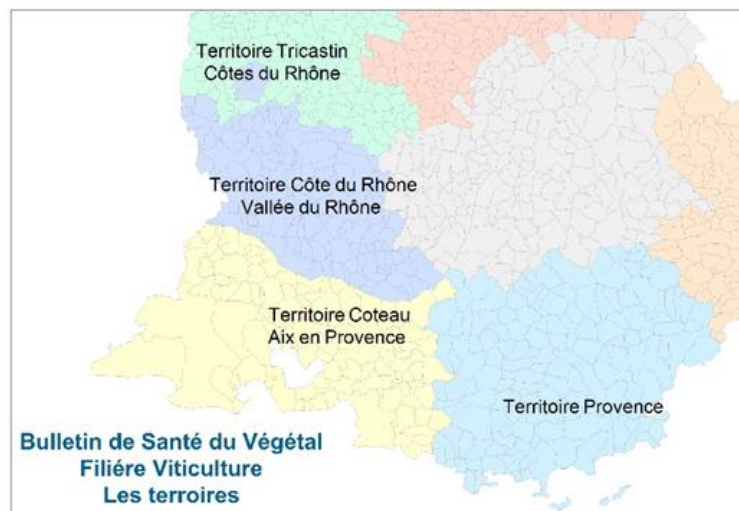 Territoire Tricastin
Côtes du Rhône
Territoire Côte du Rhône
Vallée du Rhône
Territoire Coteau
Aix en Provence
Territoire Provence
Bulletin de Santé du Végétal
Filiére Viticulture
Les terroires